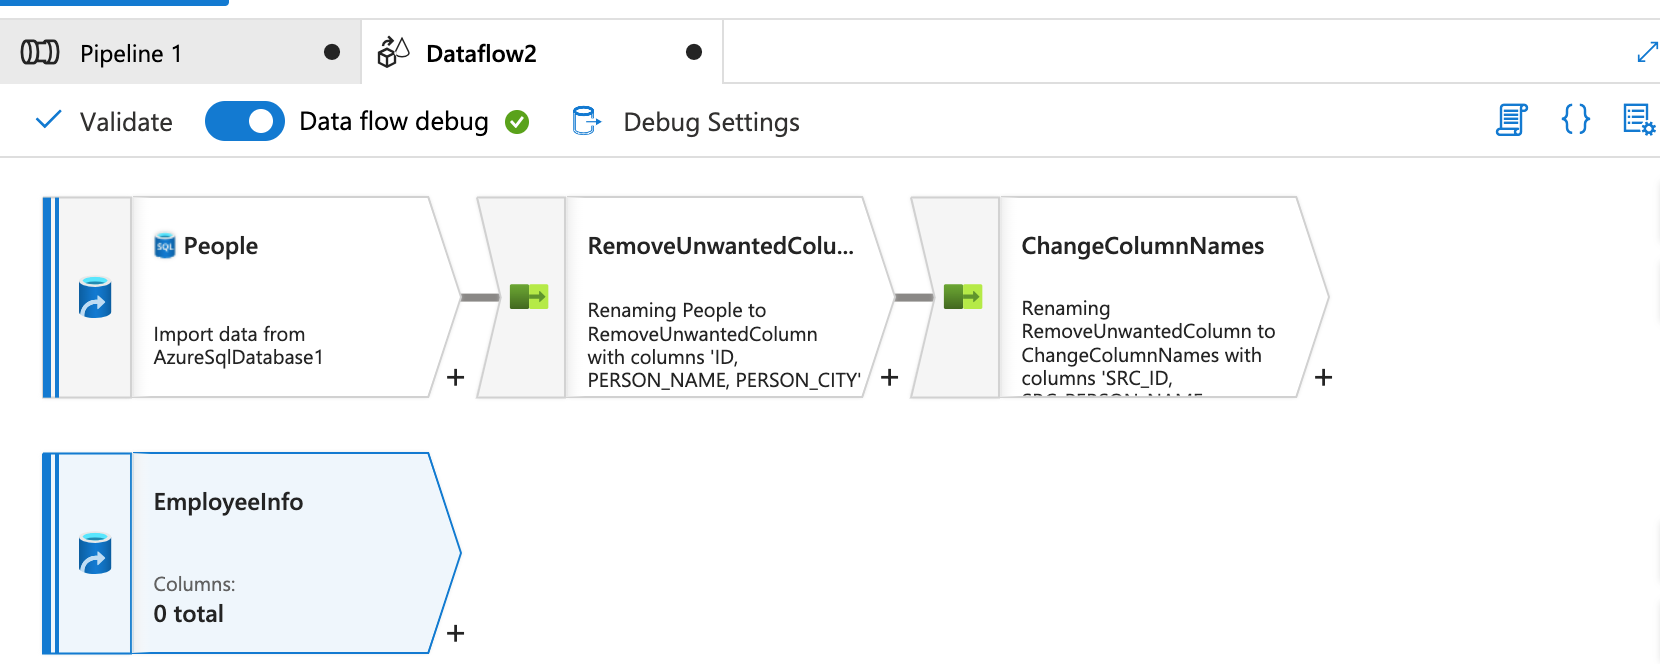 Pipeline 1
Dataflow2
Validate
Data flow debug
Debug Settings
SQL
People
Import data from
AzureSqlDatabase1
RemoveUnwantedColu...
Renaming People to
RemoveUnwantedColumn
with columns 'ID,
PERSON_NAME, PERSON_CITY'
ChangeColumnNames
Renaming
RemoveUnwantedColumn to
ChangeColumnNames with
columns 'SRC_ID,
EmployeeInfo
Columns:
0 total